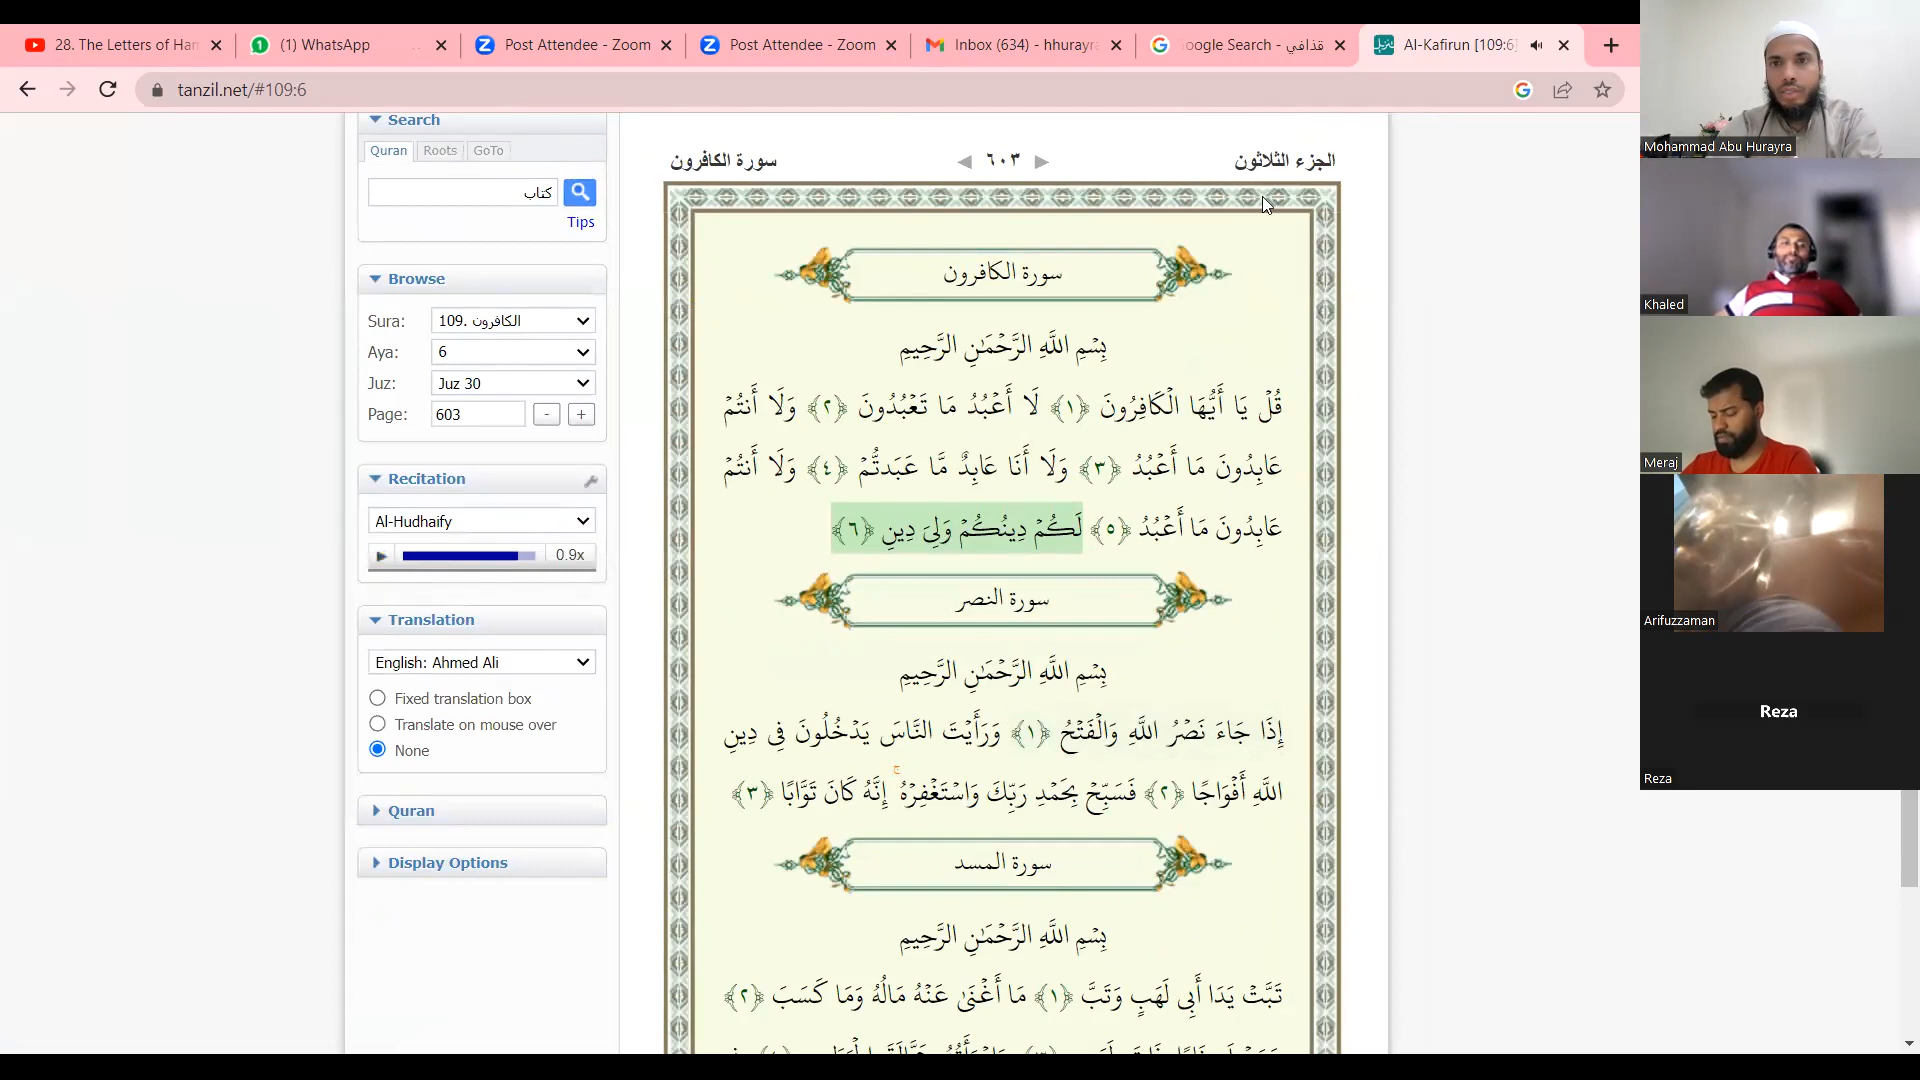 28. The Letters of Ham
(1) WhatsApp
Post Attendee - Zoom
Post Attendee - Zoom
Inbox (634) - hhurayra
قذافي - Google Search
Al-Kafirun [109:6]
tanzil.net/#109:6
Search
Quran Roots GoTo
كتاب
Tips
Browse
Sura: 109. الكافرون
Aya: 6
Juz: Juz 30
Page: 603 - +
Recitation
Al-Hudhaify
0.9x
Translation
English: Ahmed Ali
Fixed translation box
Translate on mouse over
None
Quran
Display Options
الجزء الثلاثون ٦٠٣ سورة الكافرون
سورة الكافرون
بِسْمِ اللَّهِ الرَّحْمَـٰنِ الرَّحِيمِ
قُلْ يَا أَيُّهَا الْكَافِرُونَ ﴿١﴾ لَا أَعْبُدُ مَا تَعْبُدُونَ ﴿٢﴾ وَلَا أَنتُمْ
عَابِدُونَ مَا أَعْبُدُ ﴿٣﴾ وَلَا أَنَا عَابِدٌ مَّا عَبَدتُّمْ ﴿٤﴾ وَلَا أَنتُمْ
عَابِدُونَ مَا أَعْبُدُ ﴿٥﴾ لَكُمْ دِينُكُمْ وَلِيَ دِينِ ﴿٦﴾
سورة النصر
بِسْمِ اللَّهِ الرَّحْمَـٰنِ الرَّحِيمِ
إِذَا جَاءَ نَصْرُ اللَّهِ وَالْفَتْحُ ﴿١﴾ وَرَأَيْتَ النَّاسَ يَدْخُلُونَ فِي دِينِ
اللَّهِ أَفْوَاجًا ﴿٢﴾ فَسَبِّحْ بِحَمْدِ رَبِّكَ وَاسْتَغْفِرْهُ ۚ إِنَّهُ كَانَ تَوَّابًا ﴿٣﴾
سورة المسد
بِسْمِ اللَّهِ الرَّحْمَـٰنِ الرَّحِيمِ
تَبَّتْ يَدَا أَبِي لَهَبٍ وَتَبَّ ﴿١﴾ مَا أَغْنَىٰ عَنْهُ مَالُهُ وَمَا كَسَبَ ﴿٢﴾
Mohammad Abu Hurayra
Khaled
Meraj
Arifuzzaman
Reza
Reza